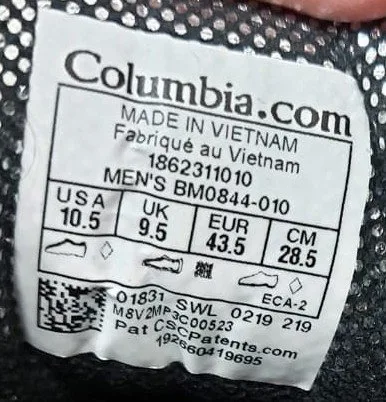 Columbia.com
MADE IN VIETNAM
Fabriqué au Vietnam
1862311010
MEN'S BM0844-010
USA UK EUR CM
10.5 9.5 43.5 28.5
ECA-2
01831 SWL 0219 219
M8V2MP3C00523
Pat CSCPatents.com
192660419695